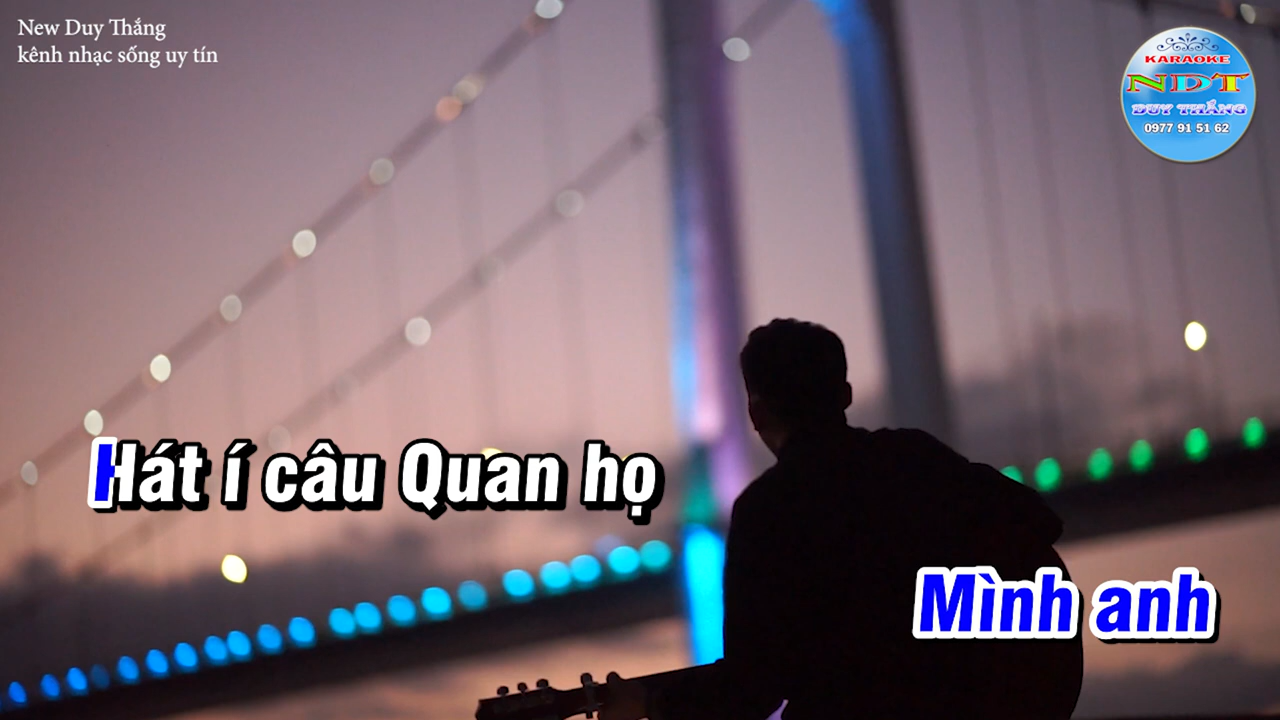 New Duy Thắng
kênh nhạc sống uy tín
KARAOKE
NDT
DUY THẮNG
0977 91 51 62
Hát í câu Quan họ
Mình anh